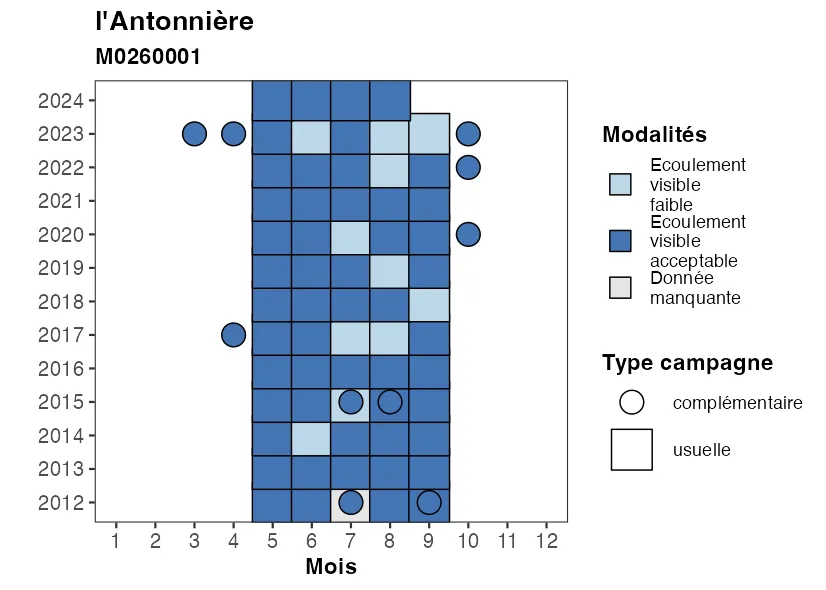 l'Antonnière
M0260001
2024
2023
2022
2021
2020
2019
2018
2017
2016
2015
2014
2013
2012
1 2 3 4 5 6 7 8 9 10 11 12
Mois
Modalités
Ecoulement
visible
faible
Ecoulement
visible
acceptable
Donnée
manquante
Type campagne
complémentaire
usuelle